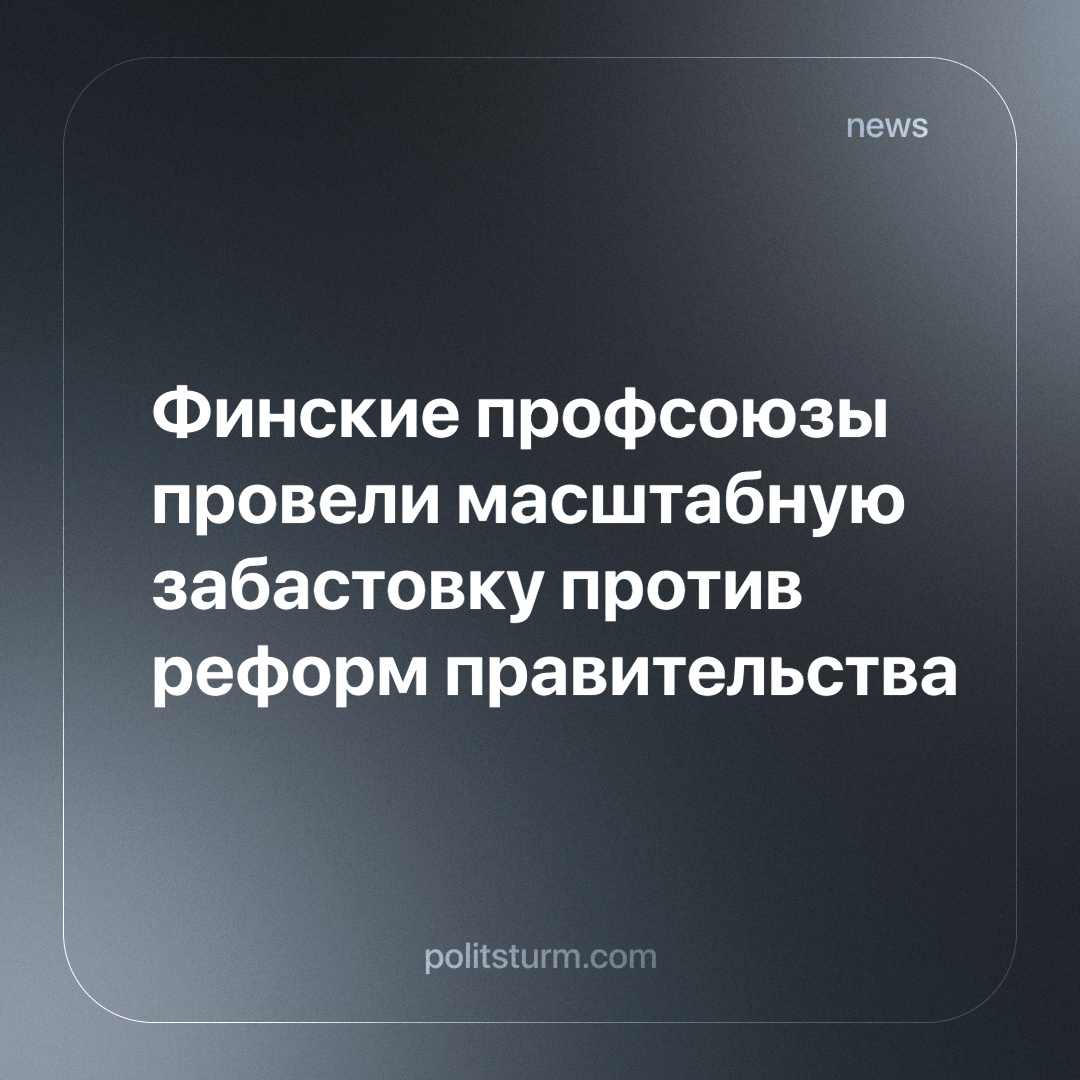 news
Финские профсоюзы
провели масштабную
забастовку против
реформ правительства
politsturm.com